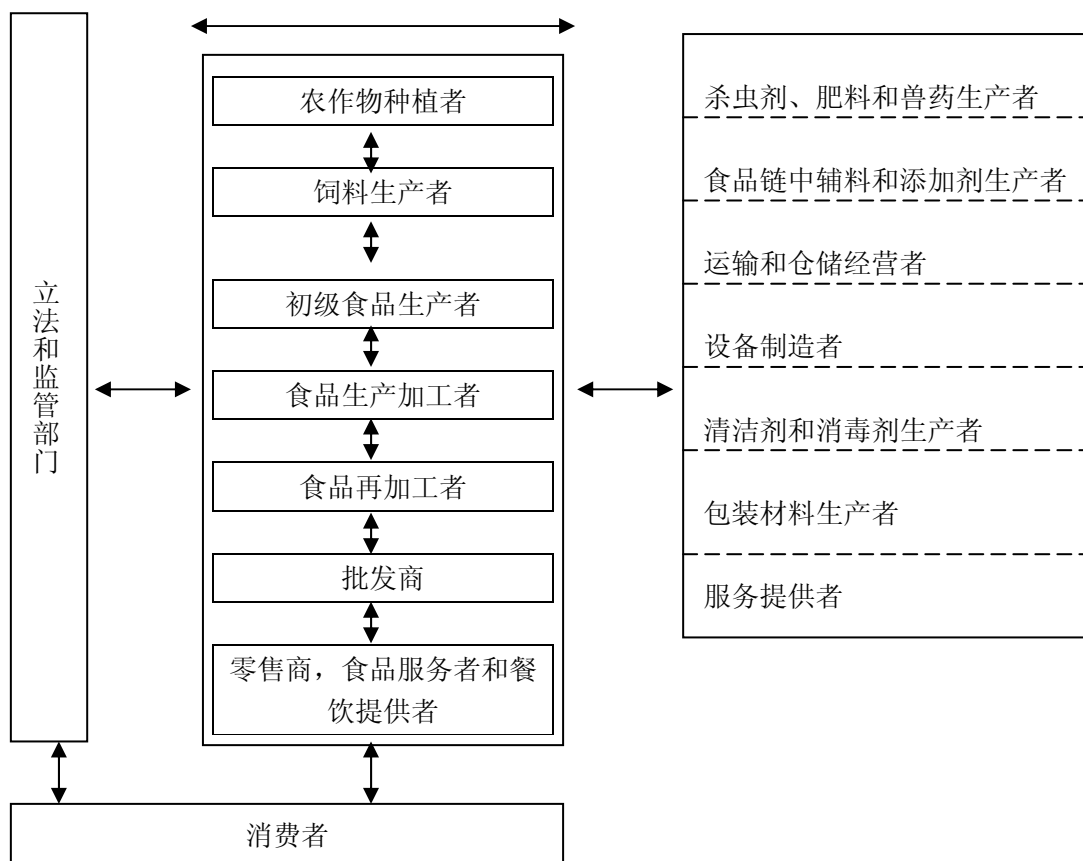 立法和监管部门
农作物种植者
饲料生产者
初级食品生产者
食品生产加工者
食品再加工者
批发商
零售商，食品服务者和餐
饮提供者
杀虫剂、肥料和兽药生产者
食品链中辅料和添加剂生产者
运输和仓储经营者
设备制造者
清洁剂和消毒剂生产者
包装材料生产者
服务提供者
消费者